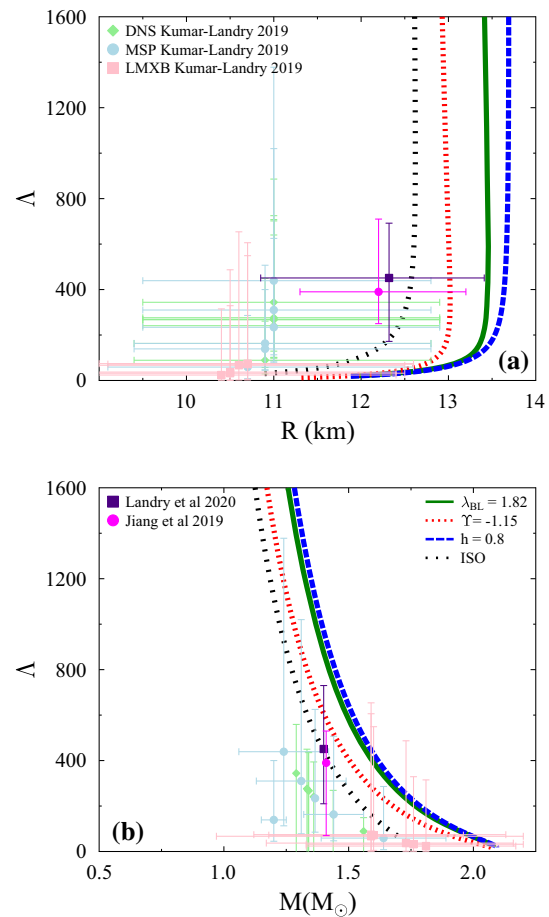 1600
1200
800
400
0
Λ
DNS Kumar-Landry 2019
MSP Kumar-Landry 2019
LMXB Kumar-Landry 2019
(a)
10 11 12 13 14
R (km)
1600
1200
800
400
0
Λ
Landry et al 2020
Jiang et al 2019
λ_BL = 1.82
ϒ= -1.15
h = 0.8
ISO
(b)
0.5 1.0 1.5 2.0
M(M⊙)